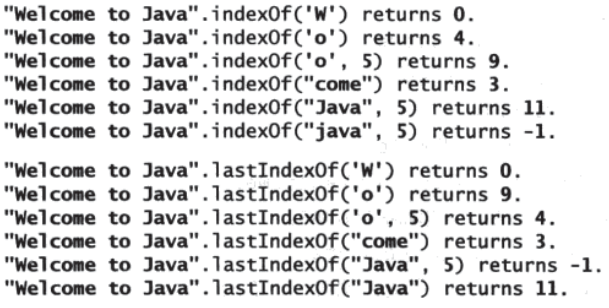 "Welcome to Java".indexOf('W') returns 0.
"Welcome to Java".indexOf('o') returns 4.
"Welcome to Java".indexOf('o', 5) returns 9.
"Welcome to Java".indexOf("come") returns 3.
"Welcome to Java".indexOf("Java", 5) returns 11.
"Welcome to Java".indexOf("java", 5) returns -1.
"Welcome to Java".lastIndexOf('W') returns 0.
"Welcome to Java".lastIndexOf('o') returns 9.
"Welcome to Java".lastIndexOf('o', 5) returns 4.
"Welcome to Java".lastIndexOf("come") returns 3.
"Welcome to Java".lastIndexOf("Java", 5) returns -1.
"Welcome to Java".lastIndexOf("Java") returns 11.